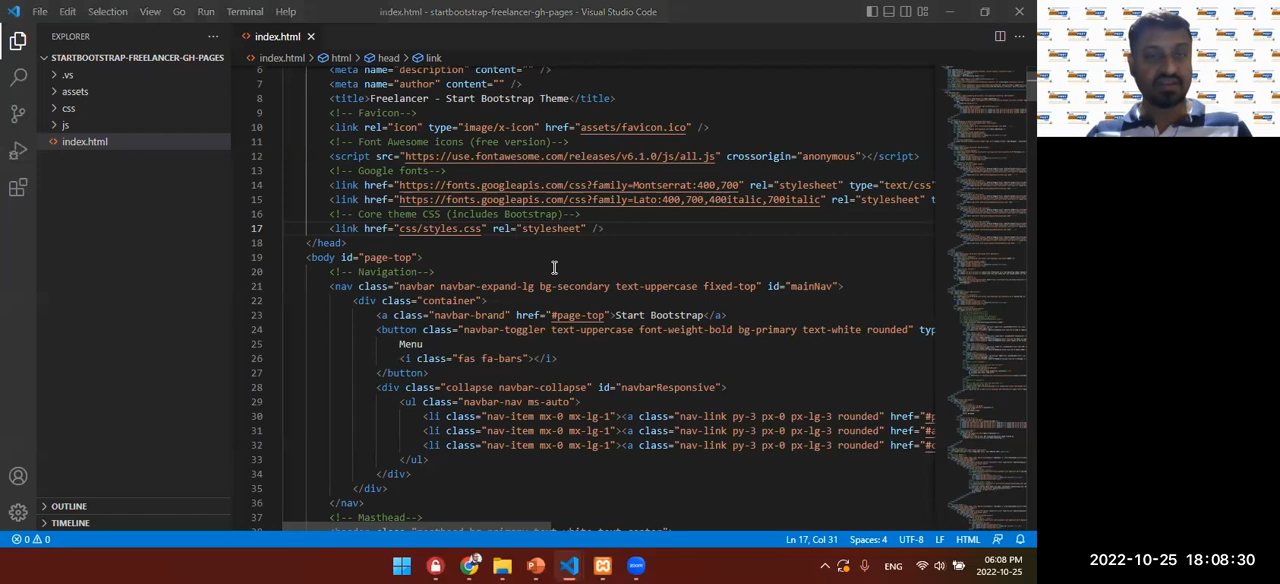 File Edit Selection View Go Run Terminal Help
index.html - startbootstrap-freelancer-gh-pages - Visual Studio Code
EXPLORER
STARTBOOTSTRAP-FREELANCER-GH-PAGES
.vs
assets
css
js
index.html
OUTLINE
TIMELINE
index.html
index.html > html > head > link
6 <meta name="description" content="" />
<meta name="author" content="" />
<title>Freelancer - Start Bootstrap Theme</title>
9 <!-- Favicon-->
10 <link rel="icon" type="image/x-icon" href="assets/favicon.ico" />
11 <!-- Font Awesome icons (free version)-->
12 <script src="https://use.fontawesome.com/releases/v6.1.0/js/all.js" crossorigin="anonymous"></script>
13 <!-- Google fonts-->
14 <link href="https://fonts.googleapis.com/css?family=Montserrat:400,700" rel="stylesheet" type="text/css"
15 <link href="https://fonts.googleapis.com/css?family=Lato:400,700,400italic,700italic" rel="stylesheet" t
16 <!-- Core theme CSS (includes Bootstrap)-->
17 <link href="css/styles.css" rel="stylesheet" />
18 </head>
19 <body id="page-top">
20 <!-- Navigation-->
21 <nav class="navbar navbar-expand-lg bg-secondary text-uppercase fixed-top" id="mainNav">
22 <div class="container">
23 <a class="navbar-brand" href="#page-top">Start Bootstrap</a>
24 <button class="navbar-toggler text-uppercase font-weight-bold bg-primary text-white rounded" typ
25 Menu
26 <i class="fas fa-bars"></i>
27 </button>
28 <div class="collapse navbar-collapse" id="navbarResponsive">
29 <ul class="navbar-nav ms-auto">
30 <li class="nav-item mx-0 mx-lg-1"><a class="nav-link py-3 px-0 px-lg-3 rounded" href="#p
31 <li class="nav-item mx-0 mx-lg-1"><a class="nav-link py-3 px-0 px-lg-3 rounded" href="#a
32 <li class="nav-item mx-0 mx-lg-1"><a class="nav-link py-3 px-0 px-lg-3 rounded" href="#c
33 </ul>
34 </div>
35 </div>
36 </nav>
37 <!-- Masthead-->
0 0
Ln 17, Col 31 Spaces: 4 UTF-8 LF HTML
zoom
ENG
06:08 PM
2022-10-25
2022-10-25 18:08:30